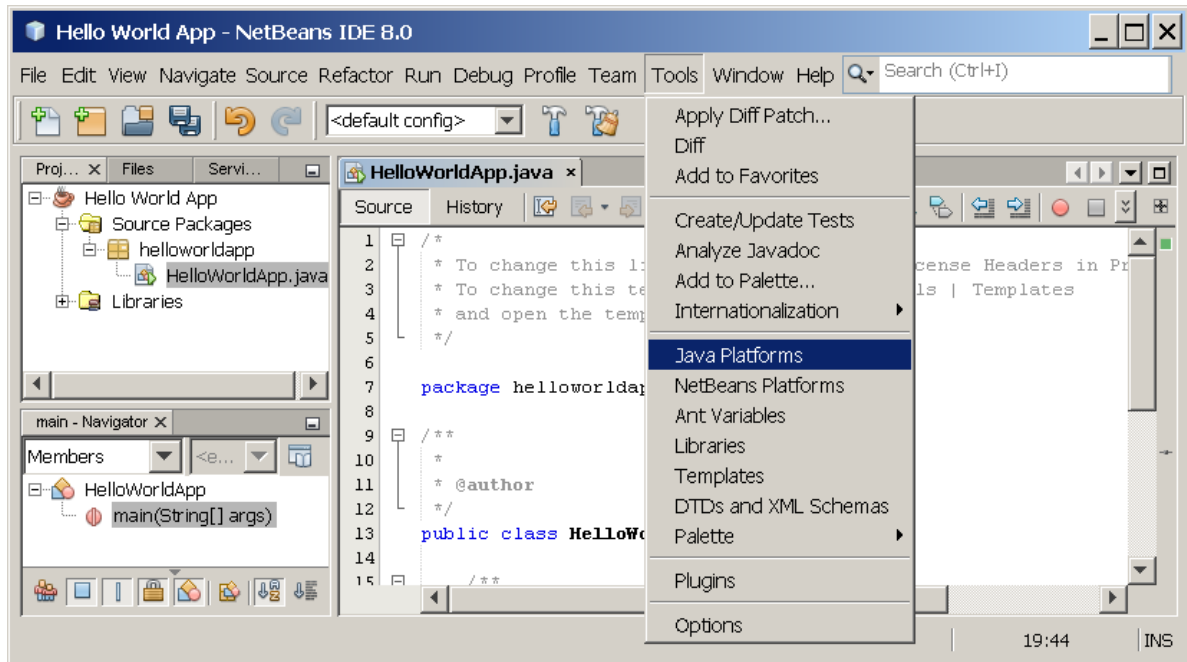 Hello World App - NetBeans IDE 8.0
File Edit View Navigate Source Refactor Run Debug Profile Team Tools Window Help Search (Ctrl+I)
<default config>
Apply Diff Patch...
Diff
Add to Favorites
Create/Update Tests
Analyze Javadoc
Add to Palette...
Internationalization
Java Platforms
NetBeans Platforms
Ant Variables
Libraries
Templates
DTDs and XML Schemas
Palette
Plugins
Options
Proj... Files Servi...
Hello World App
Source Packages
helloworldapp
HelloWorldApp.java
Libraries
main - Navigator
Members <e...
HelloWorldApp
main(String[] args)
HelloWorldApp.java
Source History
1 /*
2 * To change this li cense Headers in Pr
3 * To change this te ls | Templates
4 * and open the temp
5 */
6
7 package helloworldap
8
9 /**
10 *
11 * @author
12 */
13 public class HelloWo
14
15 /**
19:44 INS